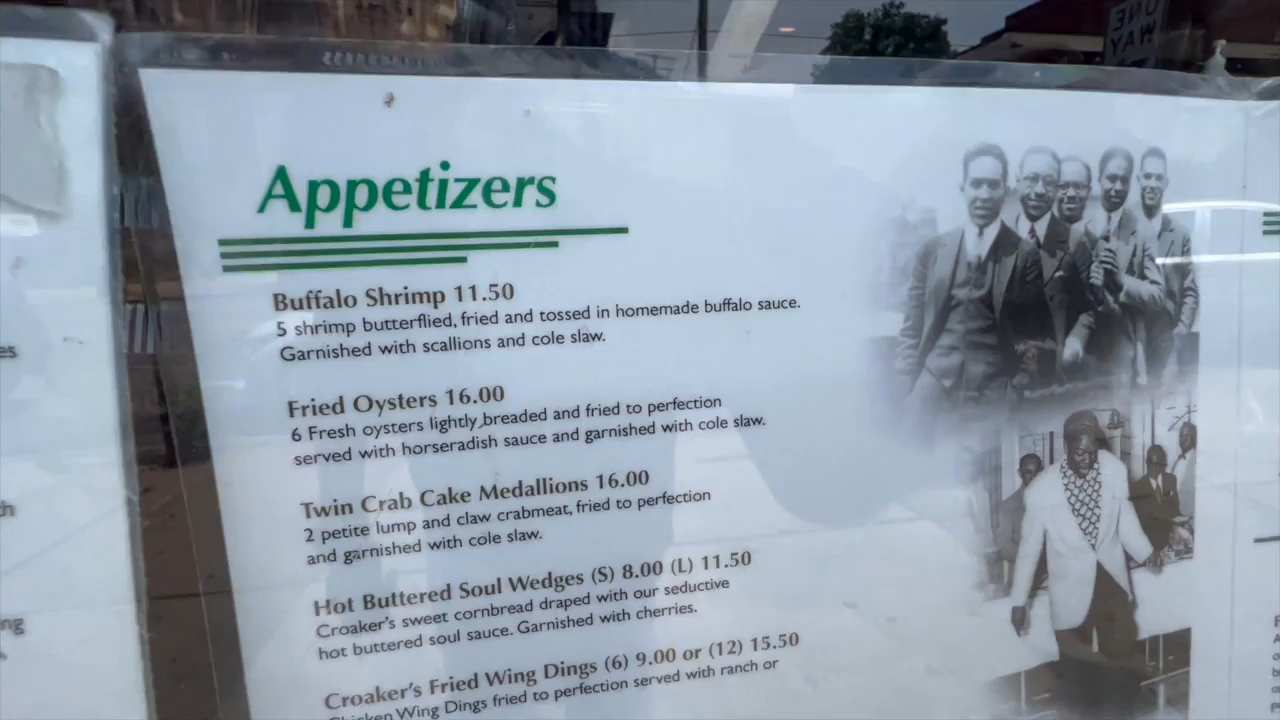 ONE
WAY
Appetizers
Buffalo Shrimp 11.50
5 shrimp butterflied, fried and tossed in homemade buffalo sauce.
Garnished with scallions and cole slaw.
Fried Oysters 16.00
6 Fresh oysters lightly breaded and fried to perfection
served with horseradish sauce and garnished with cole slaw.
Twin Crab Cake Medallions 16.00
2 petite lump and claw crabmeat, fried to perfection
and garnished with cole slaw.
Hot Buttered Soul Wedges (S) 8.00 (L) 11.50
Croaker's sweet cornbread draped with our seductive
hot buttered soul sauce. Garnished with cherries.
Croaker's Fried Wing Dings (6) 9.00 or (12) 15.50
Chicken Wing Dings fried to perfection served with ranch or